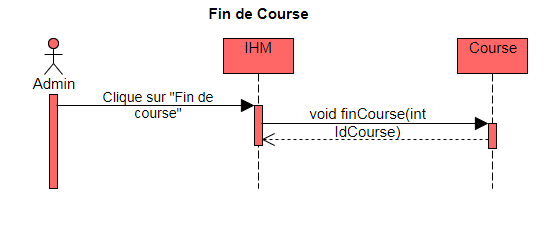 Fin de Course
IHM
Course
Admin
Clique sur "Fin de
course"
void finCourse(int
IdCourse)